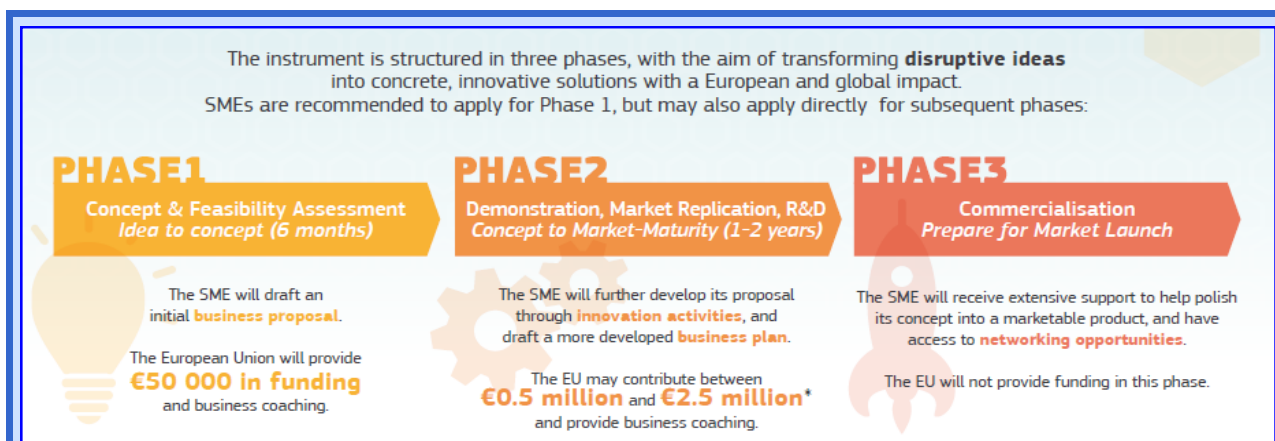 The instrument is structured in three phases, with the aim of transforming disruptive ideas
into concrete, innovative solutions with a European and global impact.
SMEs are recommended to apply for Phase 1, but may also apply directly for subsequent phases:
PHASE1
Concept & Feasibility Assessment
Idea to concept (6 months)
The SME will draft an
initial business proposal.
The European Union will provide
€50 000 in funding
and business coaching.
PHASE2
Demonstration, Market Replication, R&D
Concept to Market-Maturity (1-2 years)
The SME will further develop its proposal
through innovation activities, and
draft a more developed business plan.
The EU may contribute between
€0.5 million and €2.5 million*
and provide business coaching.
PHASE3
Commercialisation
Prepare for Market Launch
The SME will receive extensive support to help polish
its concept into a marketable product, and have
access to networking opportunities.
The EU will not provide funding in this phase.